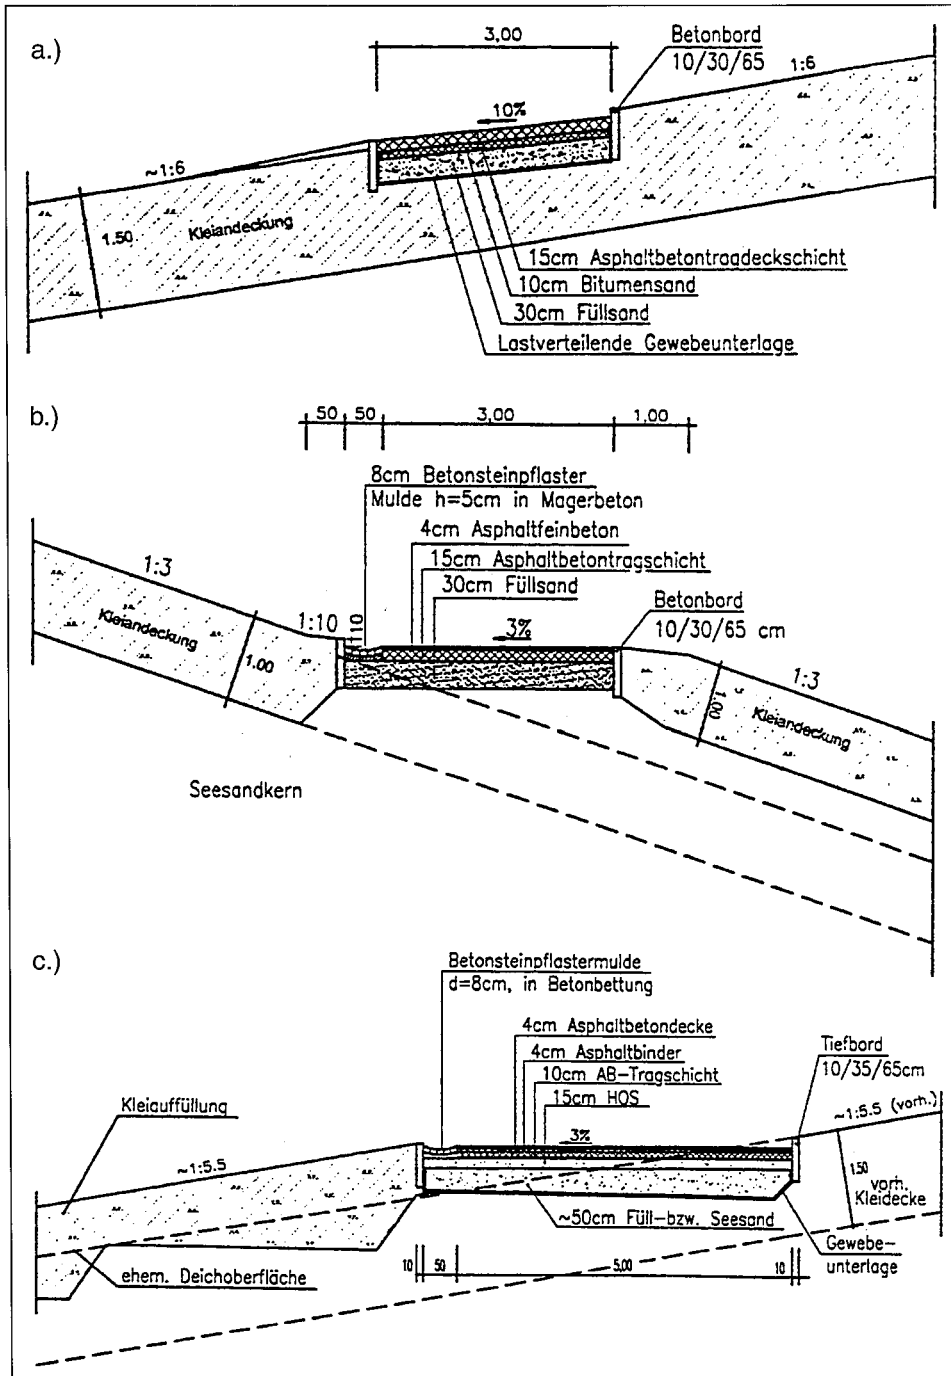 a.)
3,00
Betonbord
10/30/65
1:6
10%
~1:6
1.50
Kleiandeckung
15cm Asphaltbetontraadeckschicht
10cm Bitumensand
30cm Füllsand
Lastverteilende Gewebeunterlage
b.)
50 50 3,00 1,00
8cm Betonsteinpflaster
Mulde h=5cm in Magerbeton
4cm Asphaltfeinbeton
15cm Asphaltbetontragschicht
30cm Füllsand
1:3
Kleiandeckung
1.00
1:10
1:10
3%
Betonbord
10/30/65 cm
1:3
1.00
Kleiandeckung
Seesandkern
c.)
Betonsteinpflastermulde
d=8cm, in Betonbettung
4cm Asphaltbetondecke
4cm Asphaltbinder
10cm AB-Tragschicht
15cm HOS
3%
Tiefbord
10/35/65cm
~1:5.5 (vorh.)
Kleiauffüllung
~1:5.5
1.50
vorh.
Kleidecke
~50cm Füll-bzw. Seesand
Gewebe-
unterlage
ehem. Deichoberfläche
10 50 5,00 10